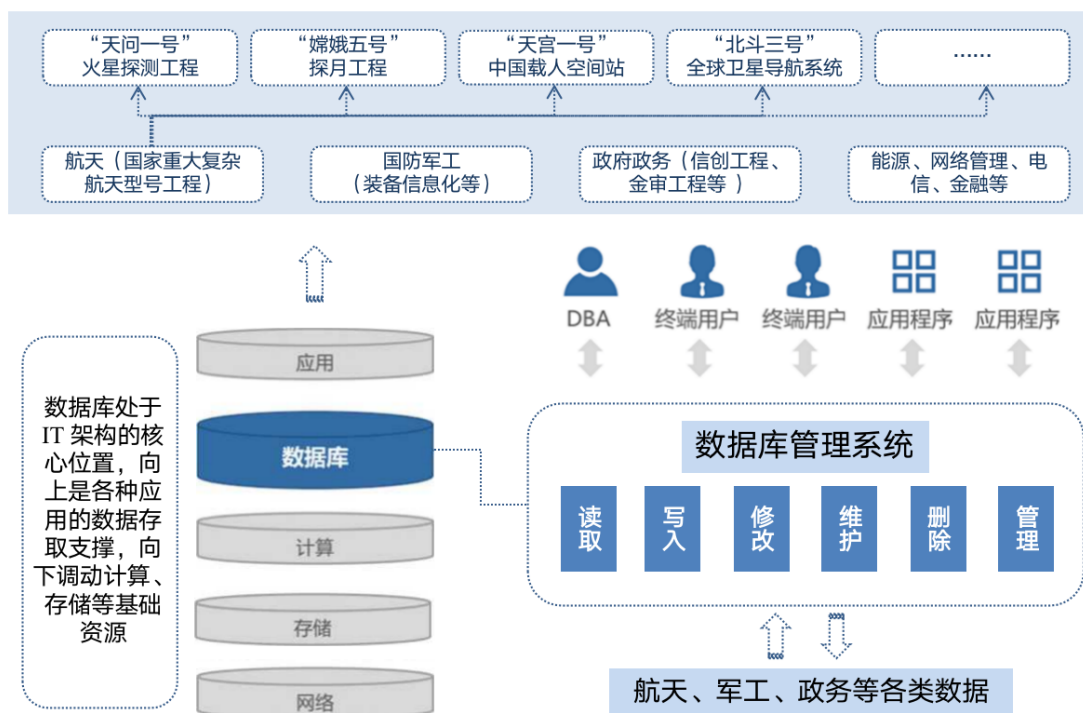 “天问一号”
火星探测工程
“嫦娥五号”
探月工程
“天宫一号”
中国载人空间站
“北斗三号”
全球卫星导航系统
……
航天（国家重大复杂
航天型号工程）
国防军工
（装备信息化等）
政府政务（信创工程、
金审工程等 ）
能源、网络管理、电
信、金融等
DBA
终端用户
终端用户
应用程序
应用程序
数据库处于
IT 架构的核
心位置，向
上是各种应
用的数据存
取支撑，向
下调动计算、
存储等基础
资源
应用
数据库
计算
存储
网络
数据库管理系统
读取
写入
修改
维护
删除
管理
航天、军工、政务等各类数据